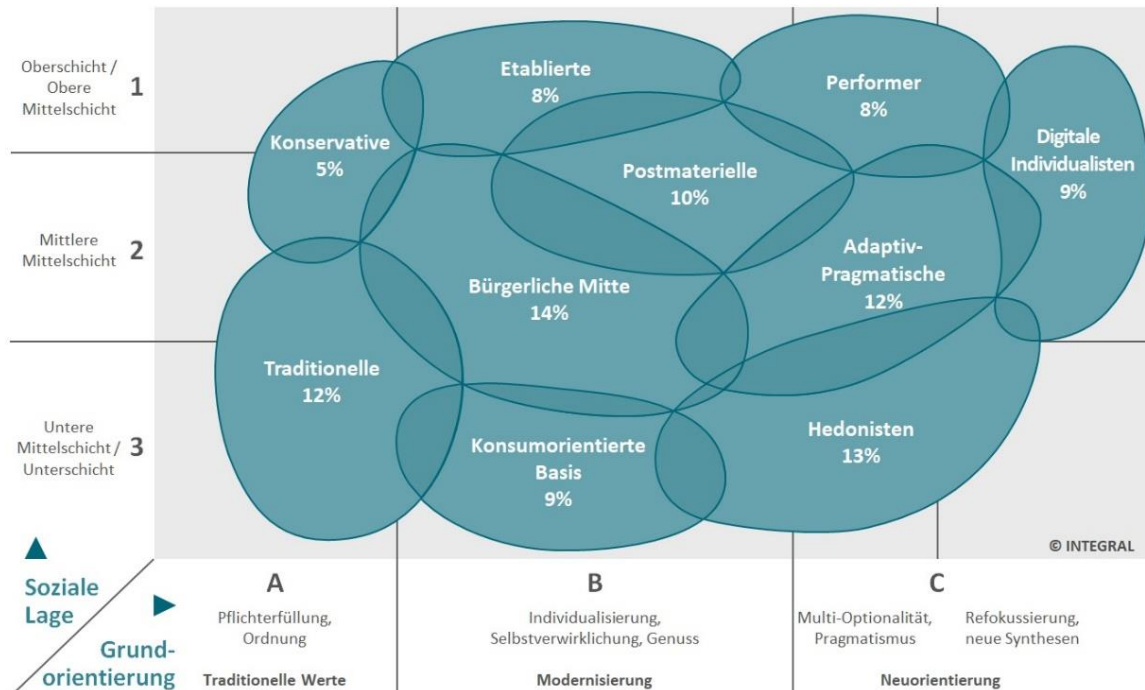 Oberschicht /
Obere
Mittelschicht
1
Mittlere
Mittelschicht
2
Untere
Mittelschicht /
Unterschicht
3
Etablierte
8%
Performer
8%
Konservative
5%
Digitale
Individualisten
9%
Postmaterielle
10%
Adaptiv-
Pragmatische
12%
Bürgerliche Mitte
14%
Traditionelle
12%
Konsumorientierte
Basis
9%
Hedonisten
13%
© INTEGRAL
Soziale
Lage
Grund-
orientierung
A
Pflichterfüllung,
Ordnung
Traditionelle Werte
B
Individualisierung,
Selbstverwirklichung, Genuss
Modernisierung
C
Multi-Optionalität,
Pragmatismus
Refokussierung,
neue Synthesen
Neuorientierung